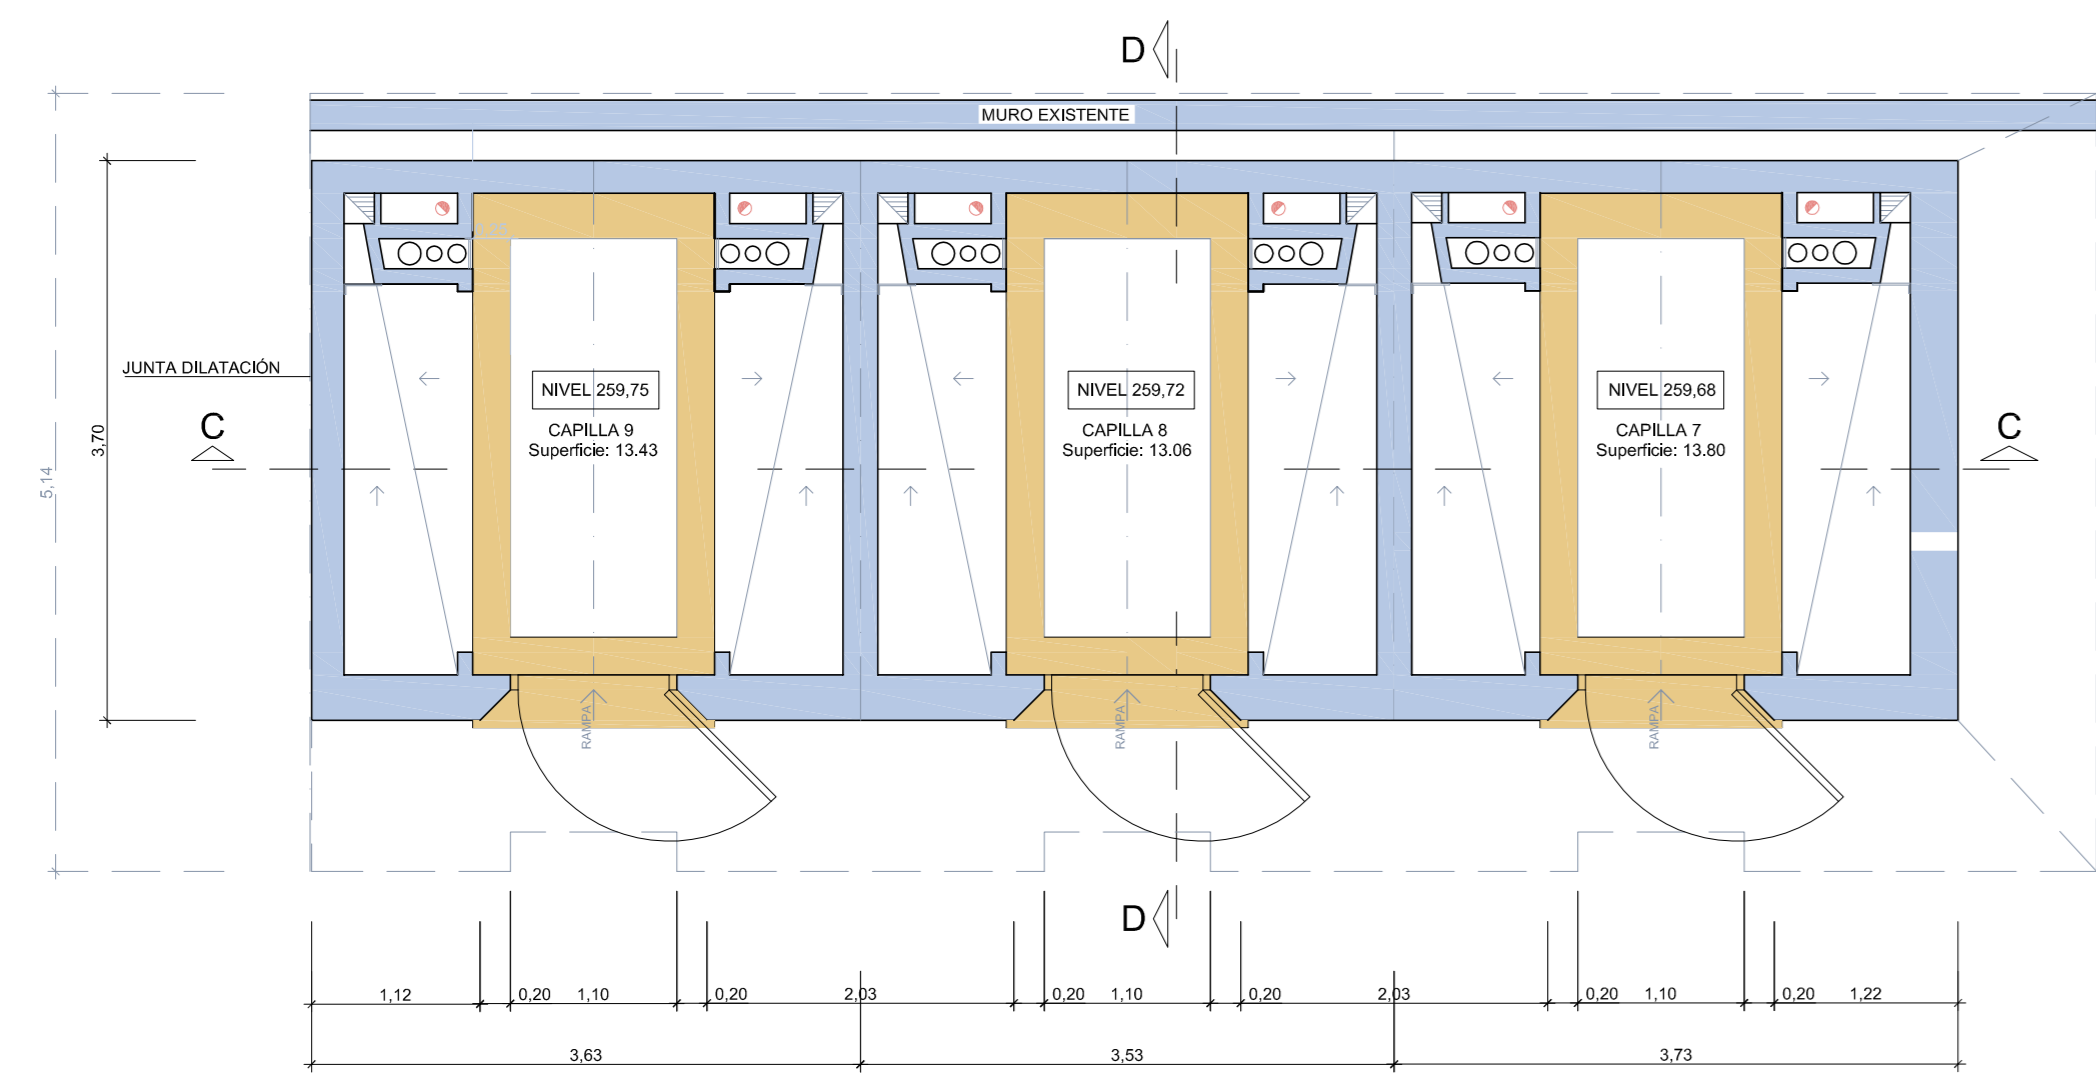 D
MURO EXISTENTE
0,25
JUNTA DILATACIÓN
NIVEL 259,75
CAPILLA 9
Superficie: 13.43
NIVEL 259,72
CAPILLA 8
Superficie: 13.06
NIVEL 259,68
CAPILLA 7
Superficie: 13.80
C
C
3,70
5,14
RAMPA
RAMPA
RAMPA
D
1,12 0,20 1,10 0,20 2,03 0,20 1,10 0,20 2,03 0,20 1,10 0,20 1,22
3,63 3,53 3,73